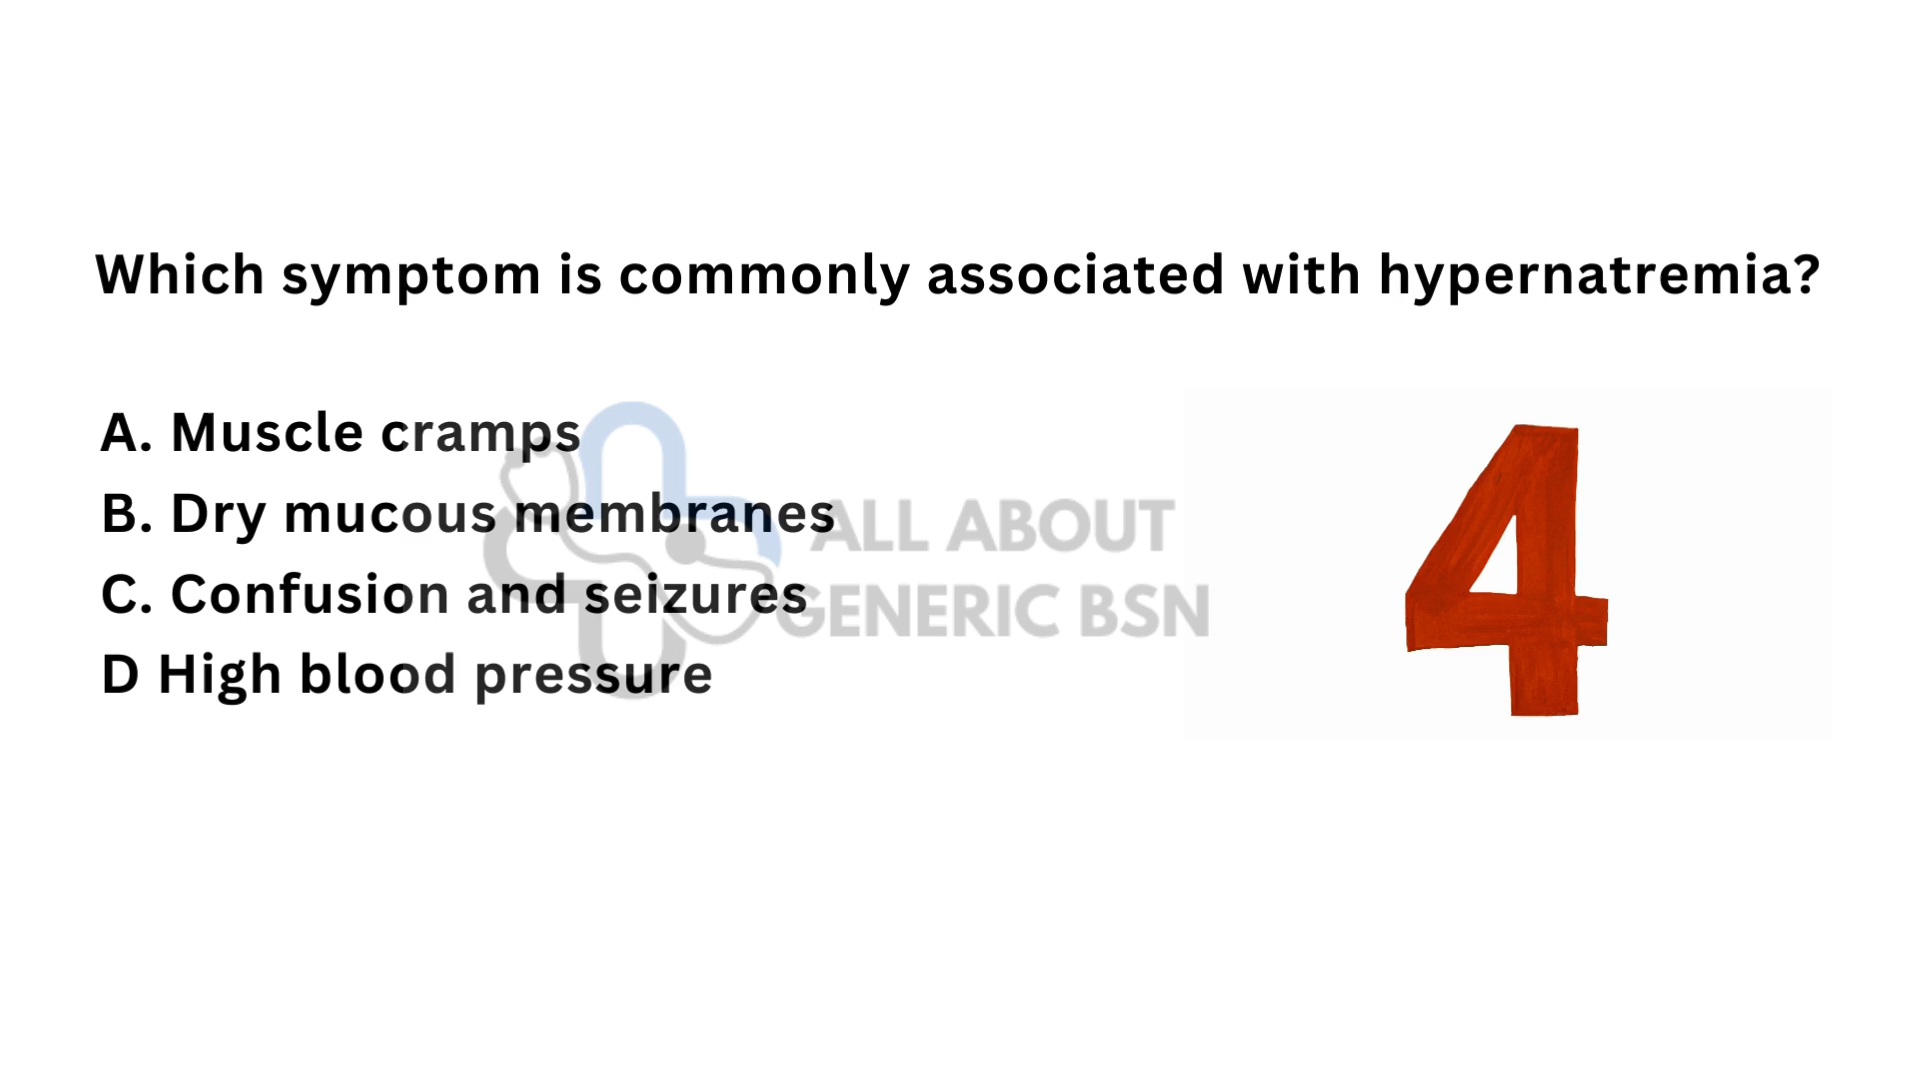 Which symptom is commonly associated with hypernatremia?
A. Muscle cramps
B. Dry mucous membranes
C. Confusion and seizures
D High blood pressure
ALL ABOUT
GENERIC BSN
4